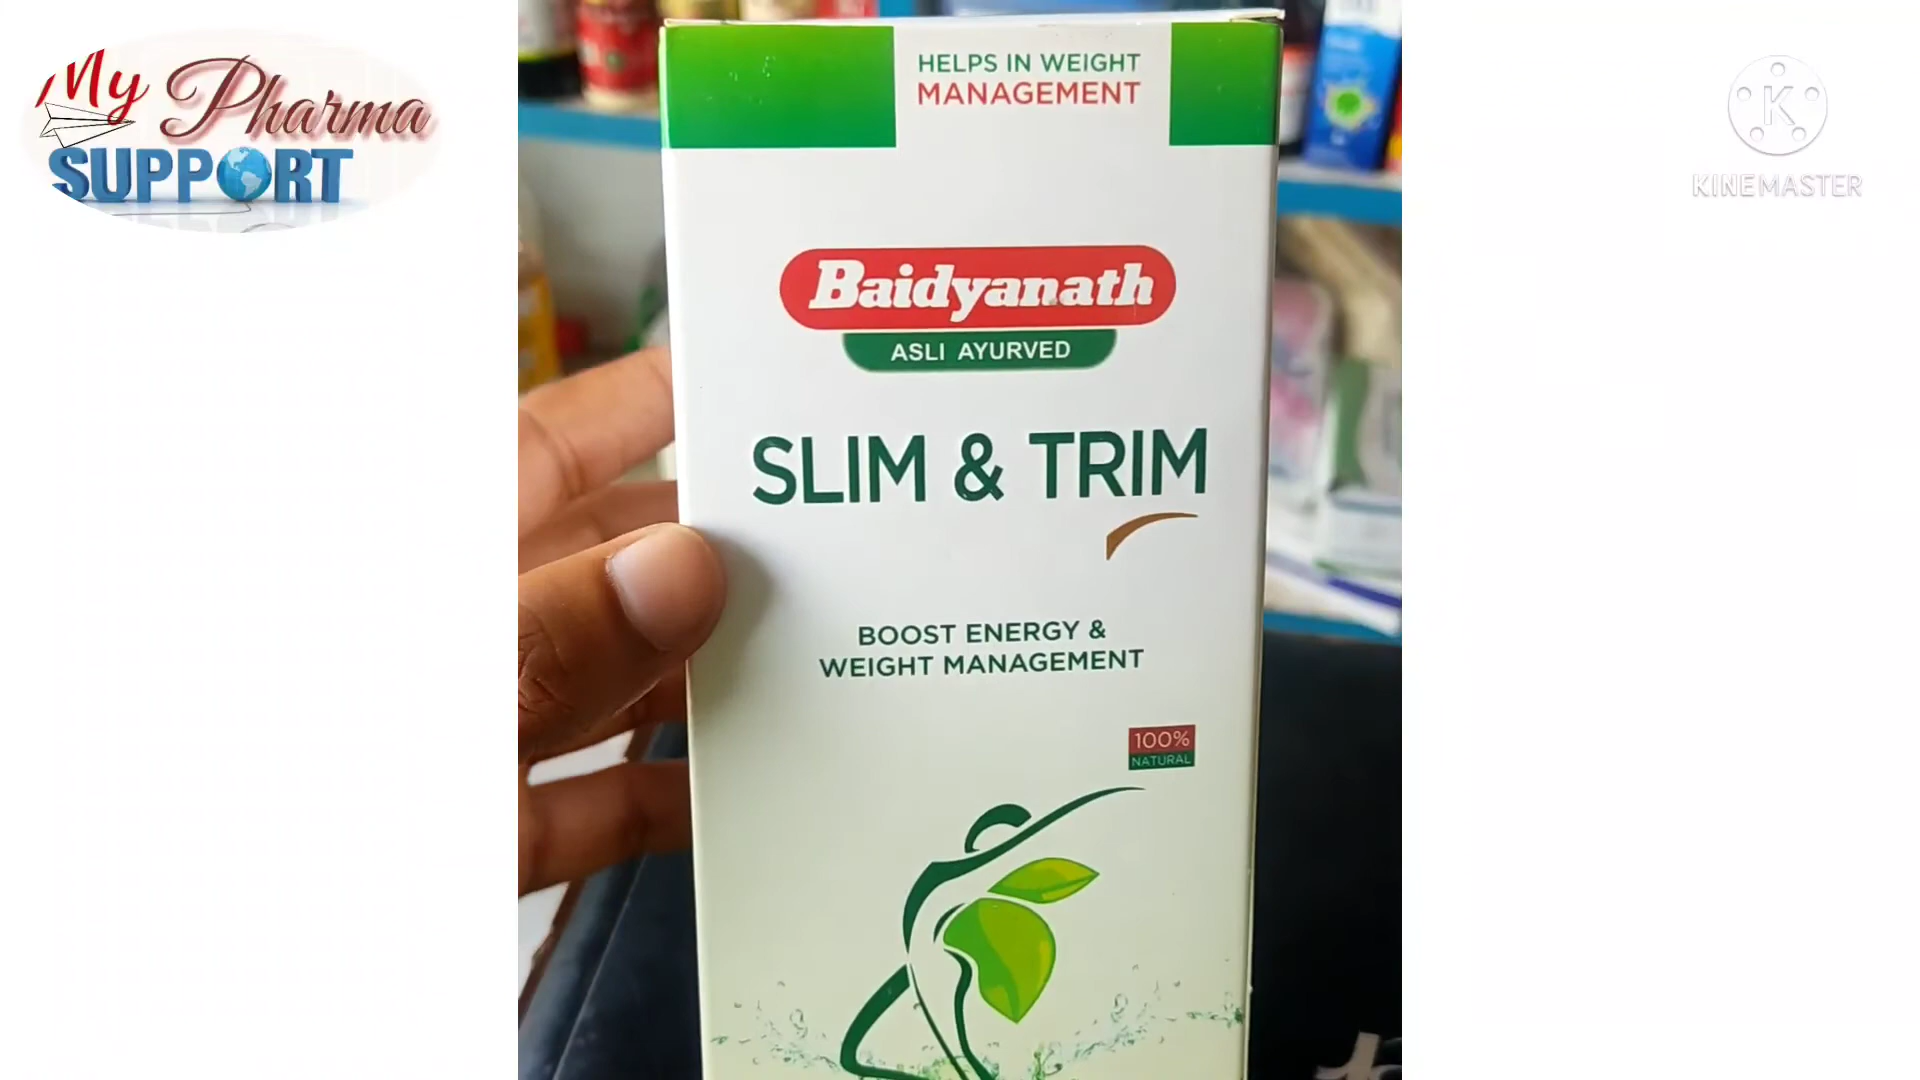 My Pharma
SUPPORT
K
KINEMASTER
HELPS IN WEIGHT
MANAGEMENT
Baidyanath
ASLI AYURVED
SLIM & TRIM
BOOST ENERGY &
WEIGHT MANAGEMENT
100%
NATURAL